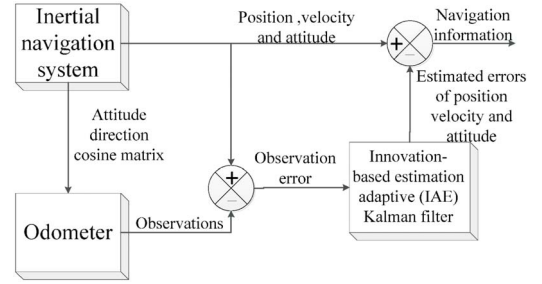 Inertial
navigation
system
Position ,velocity
and attitude
+
−
Navigation
information
Estimated errors
of position
velocity and
attitude
Attitude
direction
cosine matrix
+
−
Observation
error
Innovation-
based estimation
adaptive (IAE)
Kalman filter
Odometer
Observations